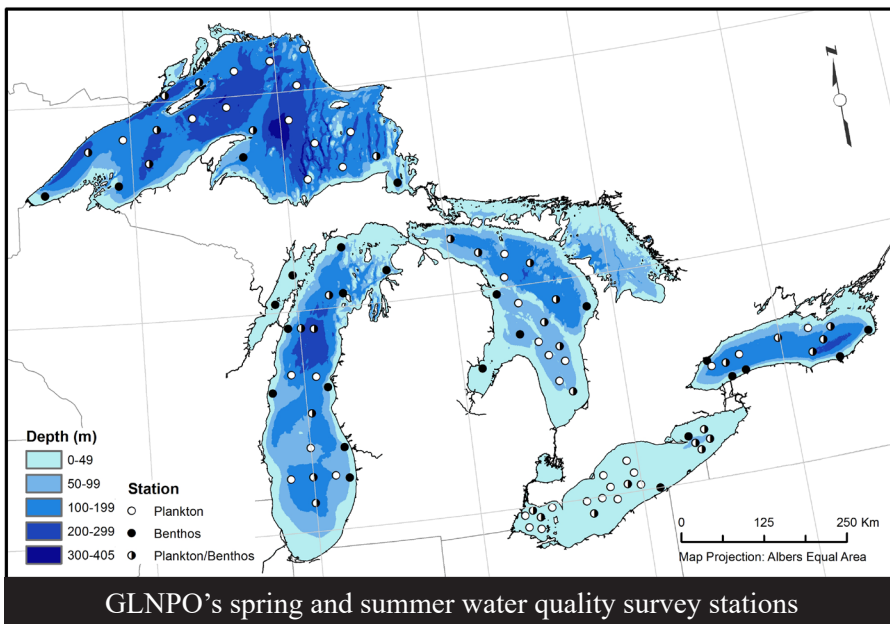 N
Depth (m)
0-49
50-99
100-199
200-299
300-405
Station
Plankton
Benthos
Plankton/Benthos
0 125 250 Km
Map Projection: Albers Equal Area
GLNPO's spring and summer water quality survey stations